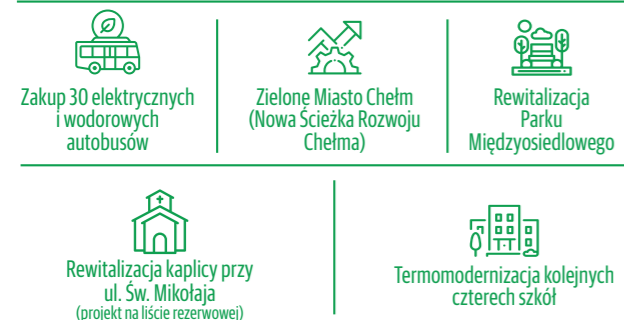 Zakup 30 elektrycznych
i wodorowych
autobusów
Zielone Miasto Chełm
(Nowa Ścieżka Rozwoju
Chełma)
Rewitalizacja
Parku
Międzyosiedlowego
Rewitalizacja kaplicy przy
ul. Św. Mikołaja
(projekt na liście rezerwowej)
Termomodernizacja kolejnych
czterech szkół